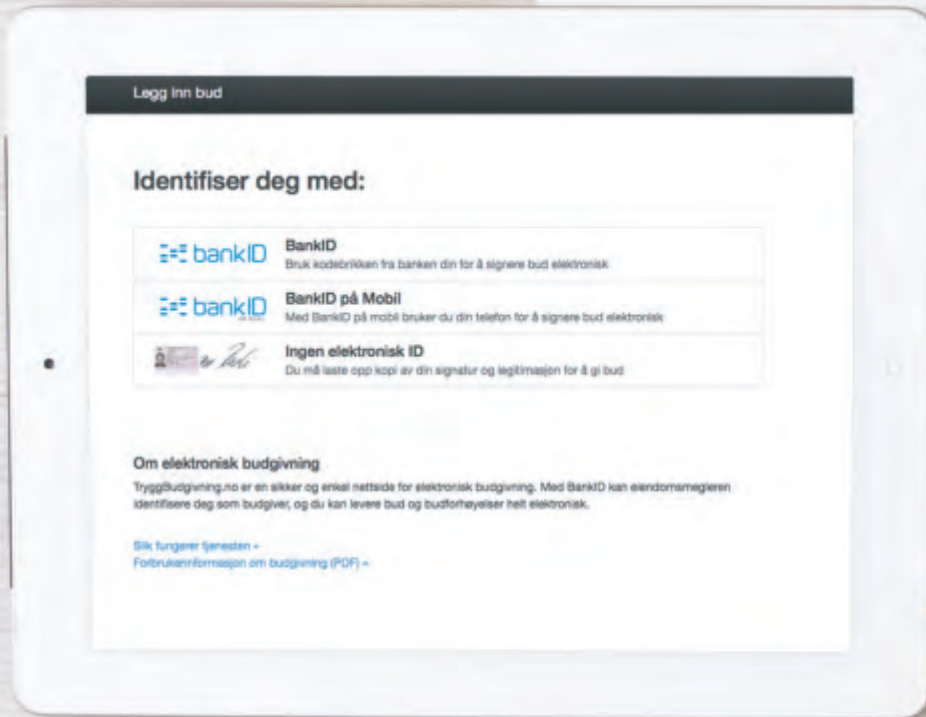 Legg inn bud
Identifiser deg med:
bankID
BankID
Bruk kodebrikken fra banken din for å signere bud elektronisk
bankID
BankID på Mobil
Med BankID på mobil bruker du din telefon for å signere bud elektronisk
Ingen elektronisk ID
Du må laste opp kopi av din signatur og legitimasjon for å gi bud
Om elektronisk budgivning
TryggBudgivning.no er en sikker og enkel nettside for elektronisk budgivning. Med BankID kan eiendomsmegleren
identifisere deg som budgiver, og du kan levere bud og budforhøyelser helt elektronisk.
Slik fungerer tjenesten »
Forbrukerinformasjon om budgivning (PDF) »